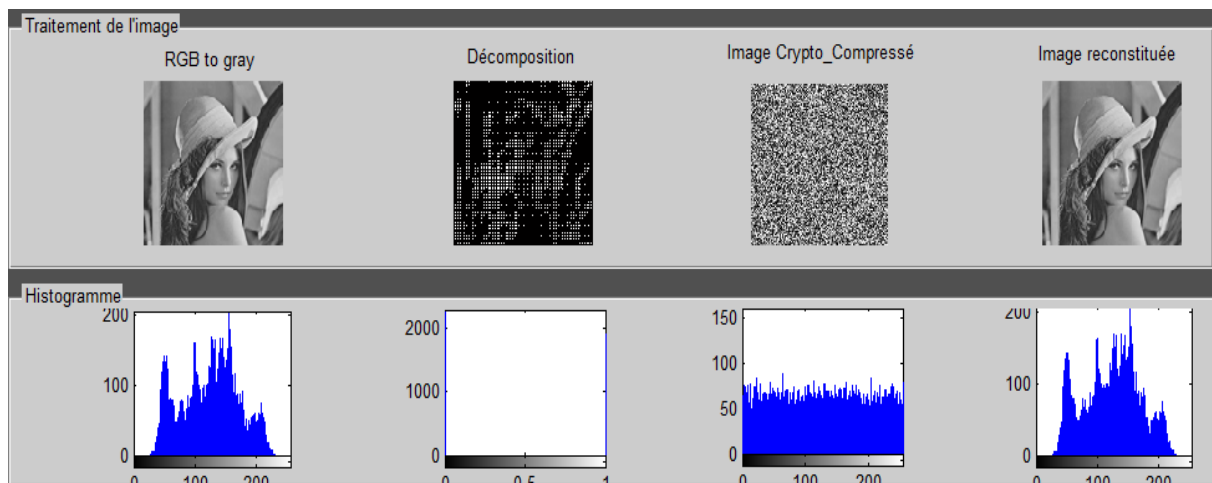 Traitement de l'image
RGB to gray
Décomposition
Image Crypto_Compressé
Image reconstituée
Histogramme
200
100
0
0 100 200
2000
1000
0
0 0.5 1
150
100
50
0
0 100 200
200
100
0
0 100 200